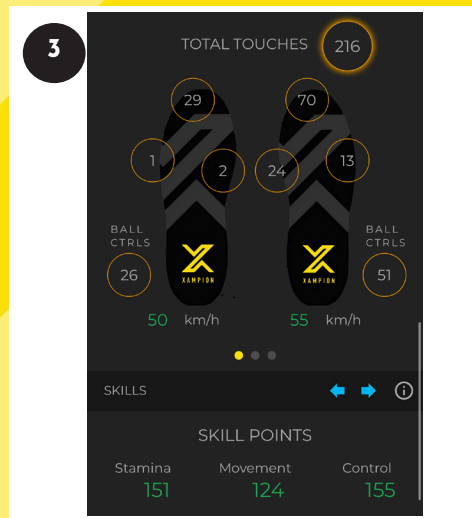 3
TOTAL TOUCHES 216
29 70
1 2 24 13
BALL CTRLS
26
BALL CTRLS
51
XAMPION XAMPION
50 km/h 55 km/h
SKILLS
SKILL POINTS
Stamina Movement Control
151 124 155